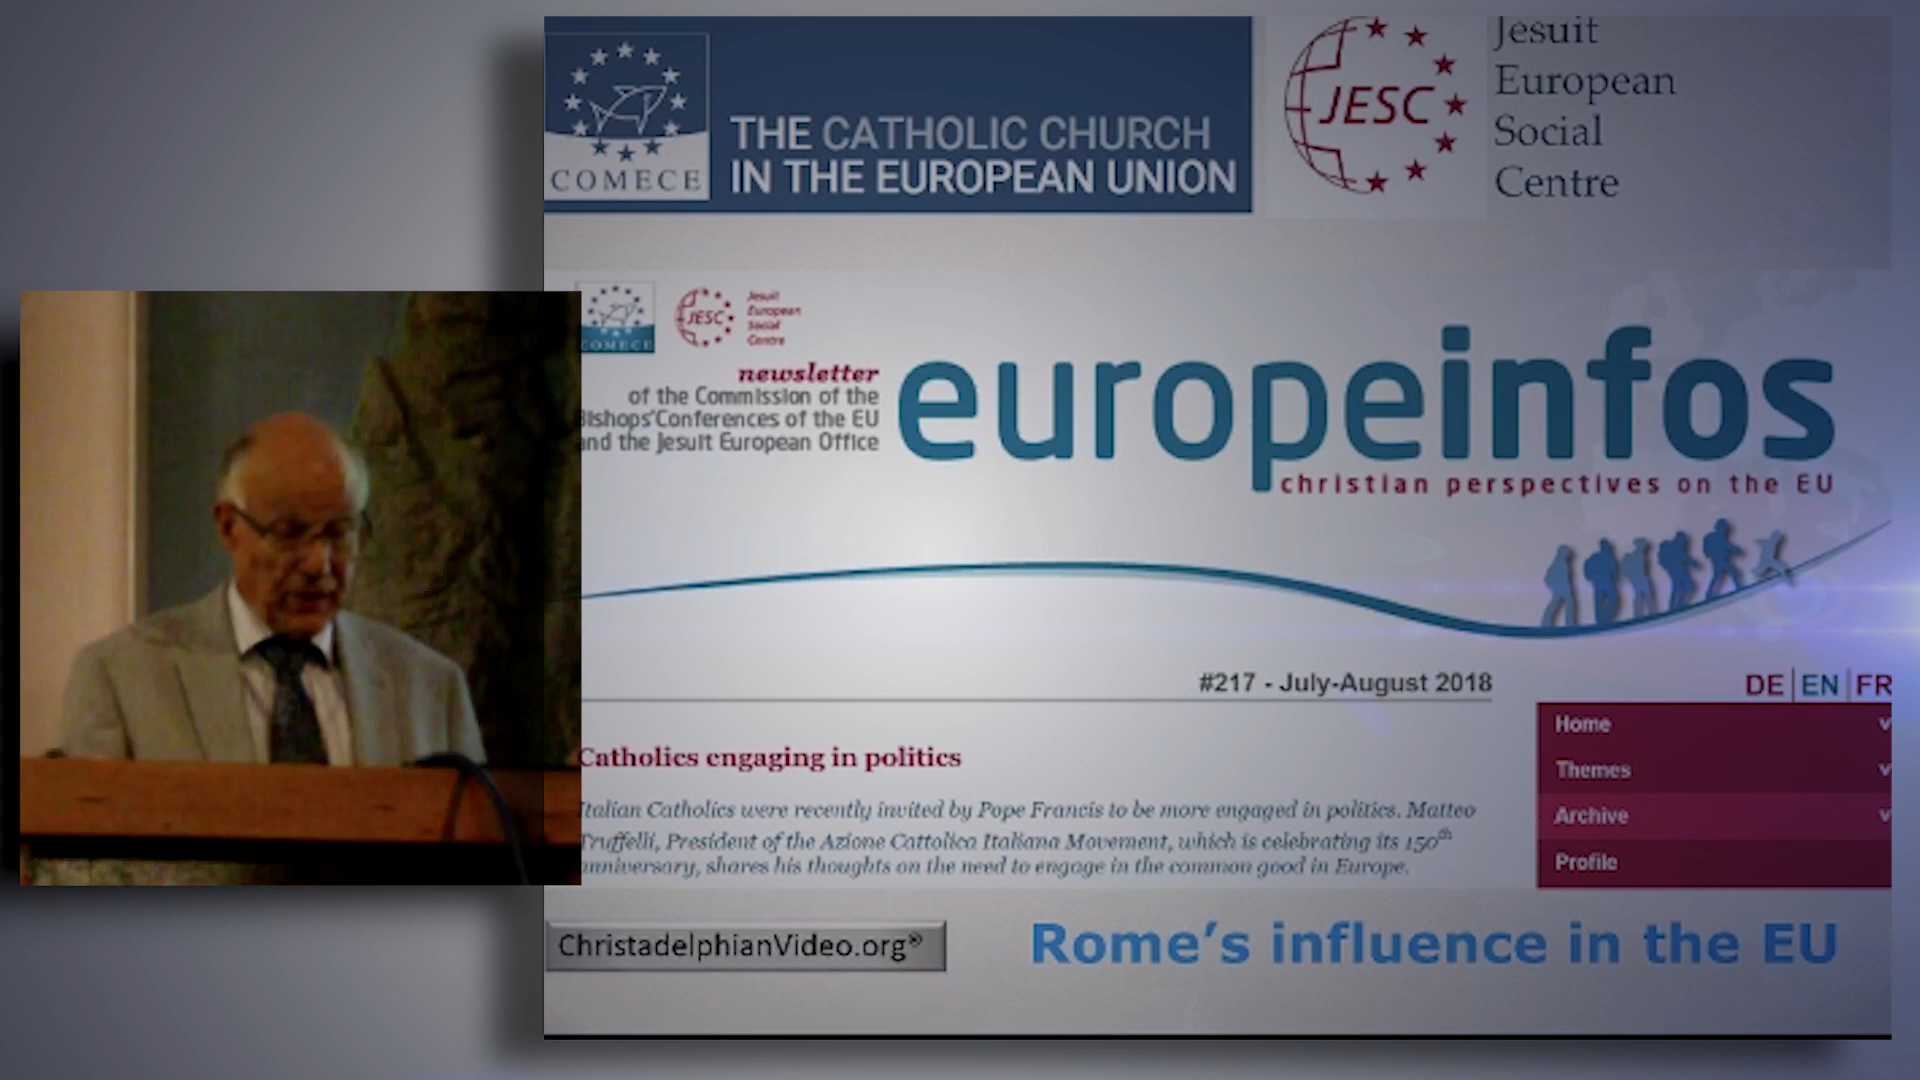 COMECE
THE CATHOLIC CHURCH
IN THE EUROPEAN UNION
JESC
Jesuit
European
Social
Centre
COMECE
JESC
Jesuit
European
Social
Centre
newsletter
of the Commission of the
Bishops'Conferences of the EU
and the Jesuit European Office
europeinfos
christian perspectives on the EU
#217 - July-August 2018
DE|EN|FR
Home
Themes
Archive
Profile
Catholics engaging in politics
Italian Catholics were recently invited by Pope Francis to be more engaged in politics. Matteo
Truffelli, President of the Azione Cattolica Italiana Movement, which is celebrating its 150th
anniversary, shares his thoughts on the need to engage in the common good in Europe.
ChristadelphianVideo.org®
Rome's influence in the EU